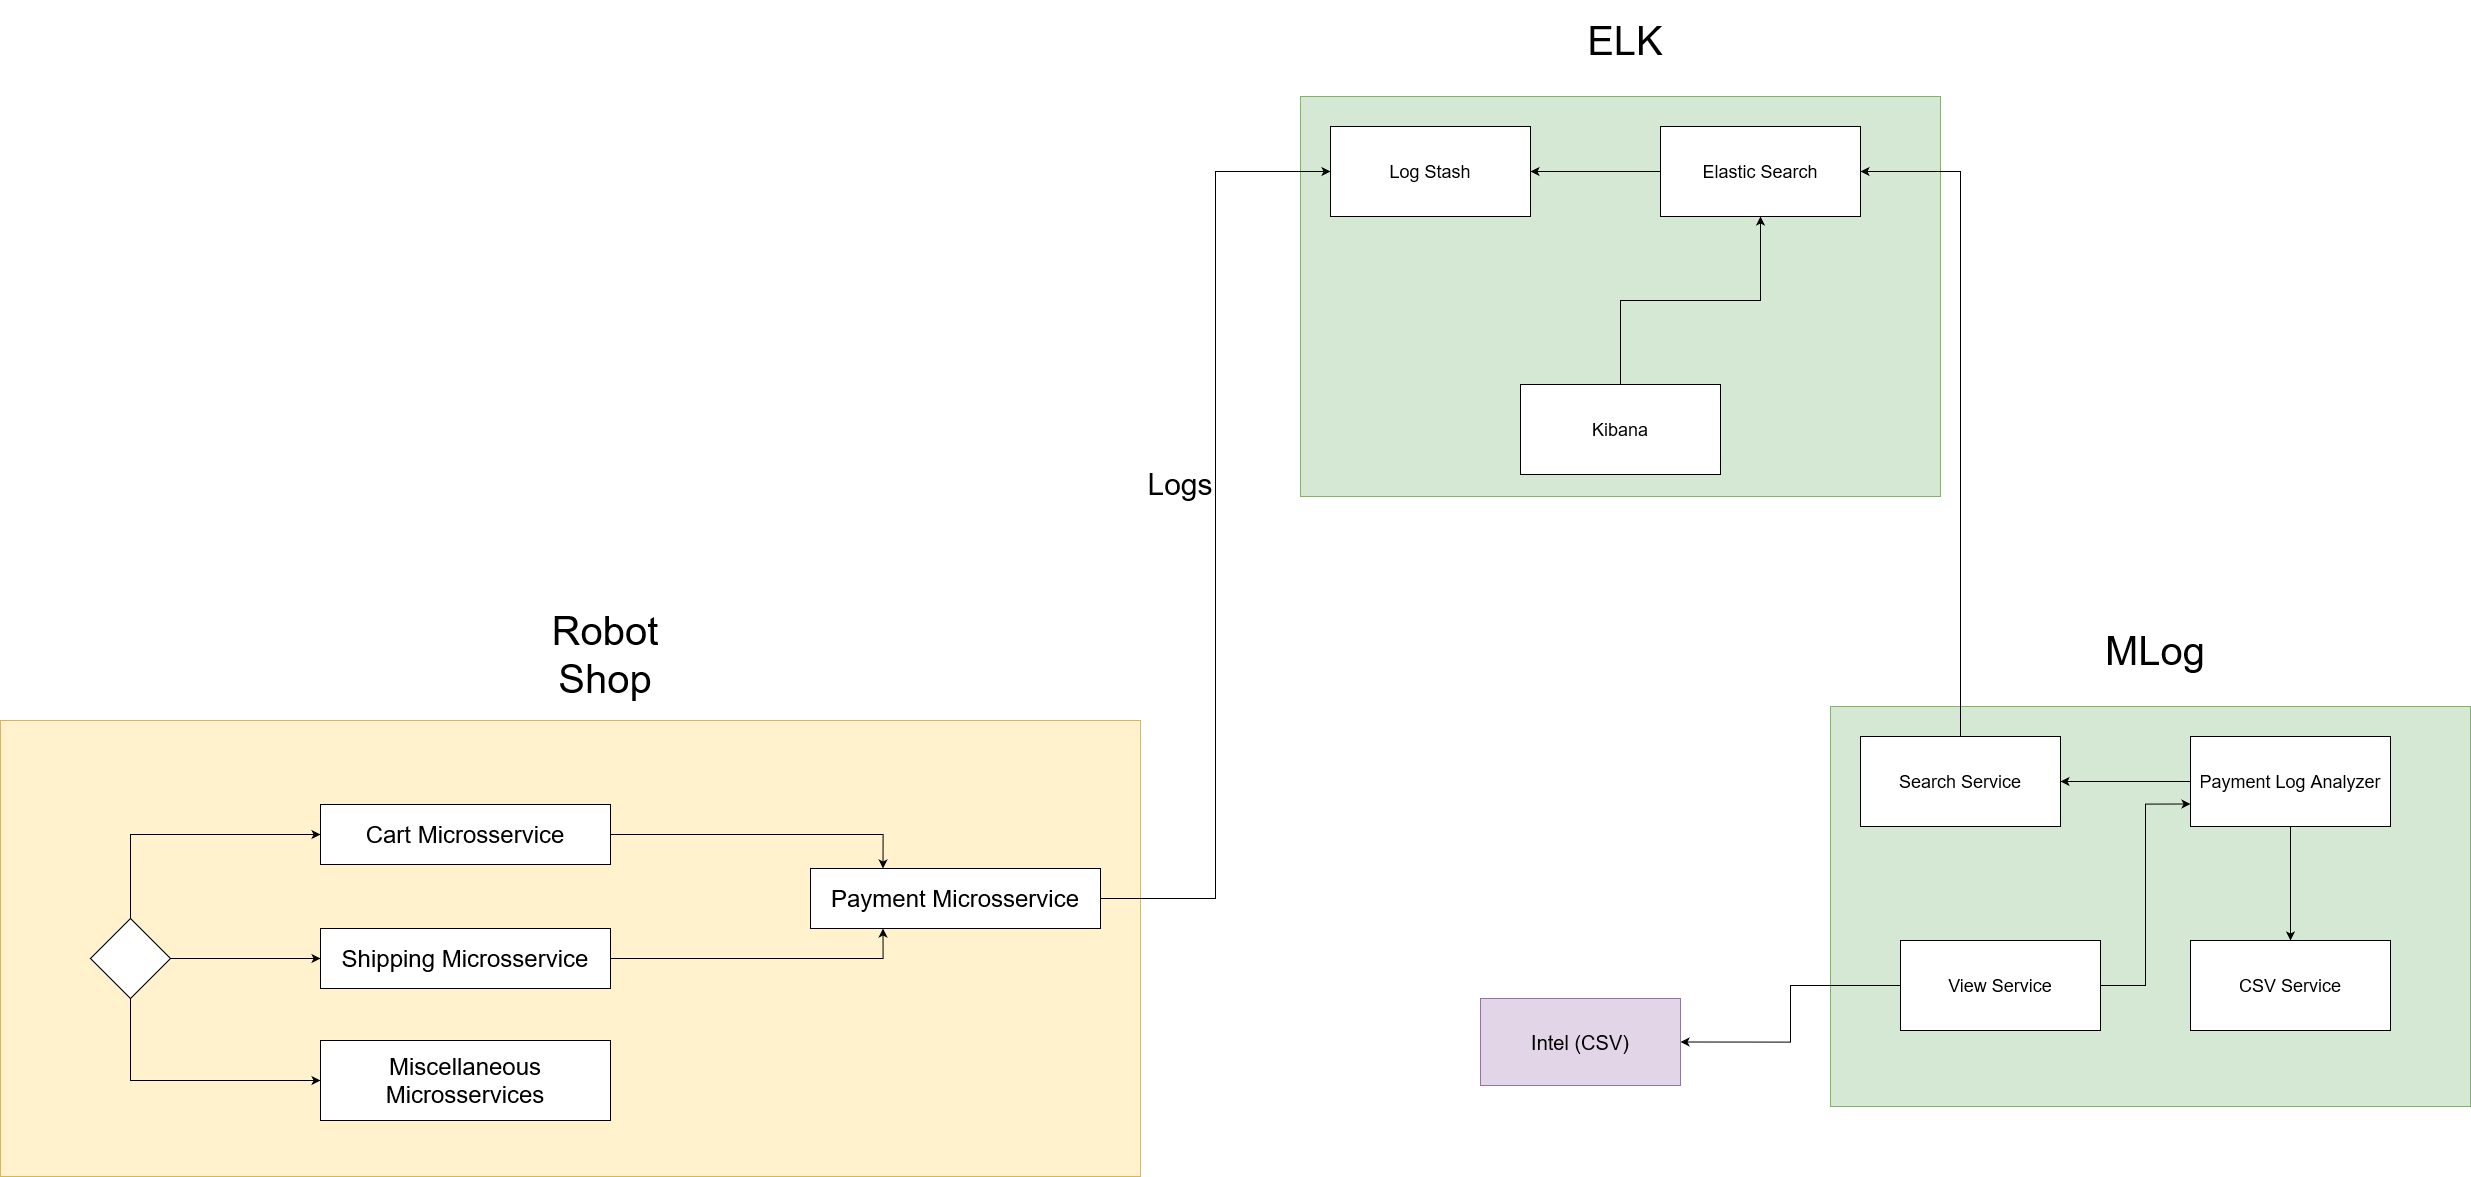 ELK
Log Stash
Elastic Search
Kibana
Logs
Robot
Shop
Cart Microsservice
Payment Microsservice
Shipping Microsservice
Miscellaneous
Microsservices
MLog
Search Service
Payment Log Analyzer
View Service
CSV Service
Intel (CSV)